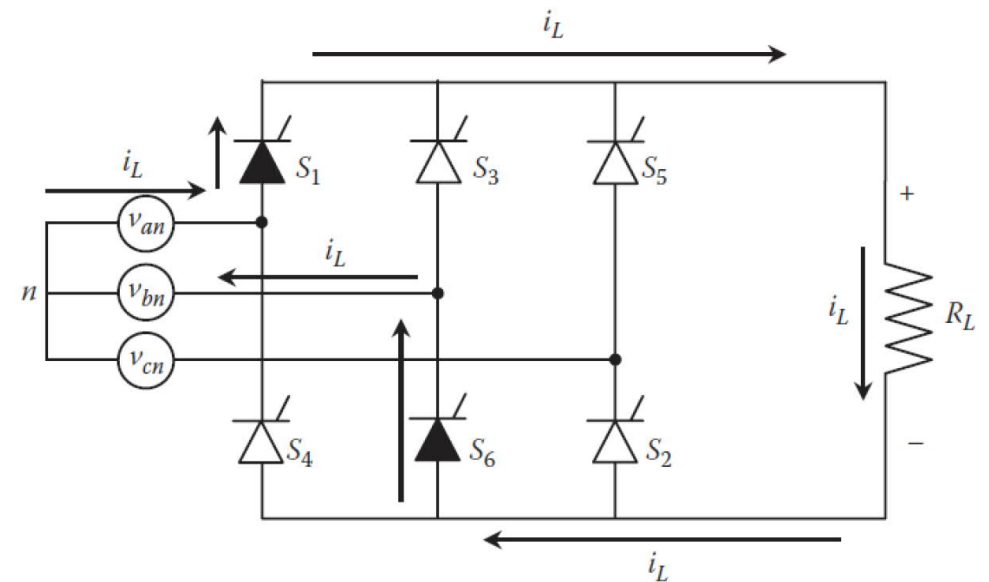 i_L
S_1
S_3
S_5
i_L
+
v_an
i_L
n
v_bn
i_L
R_L
v_cn
S_4
S_6
S_2
−
i_L